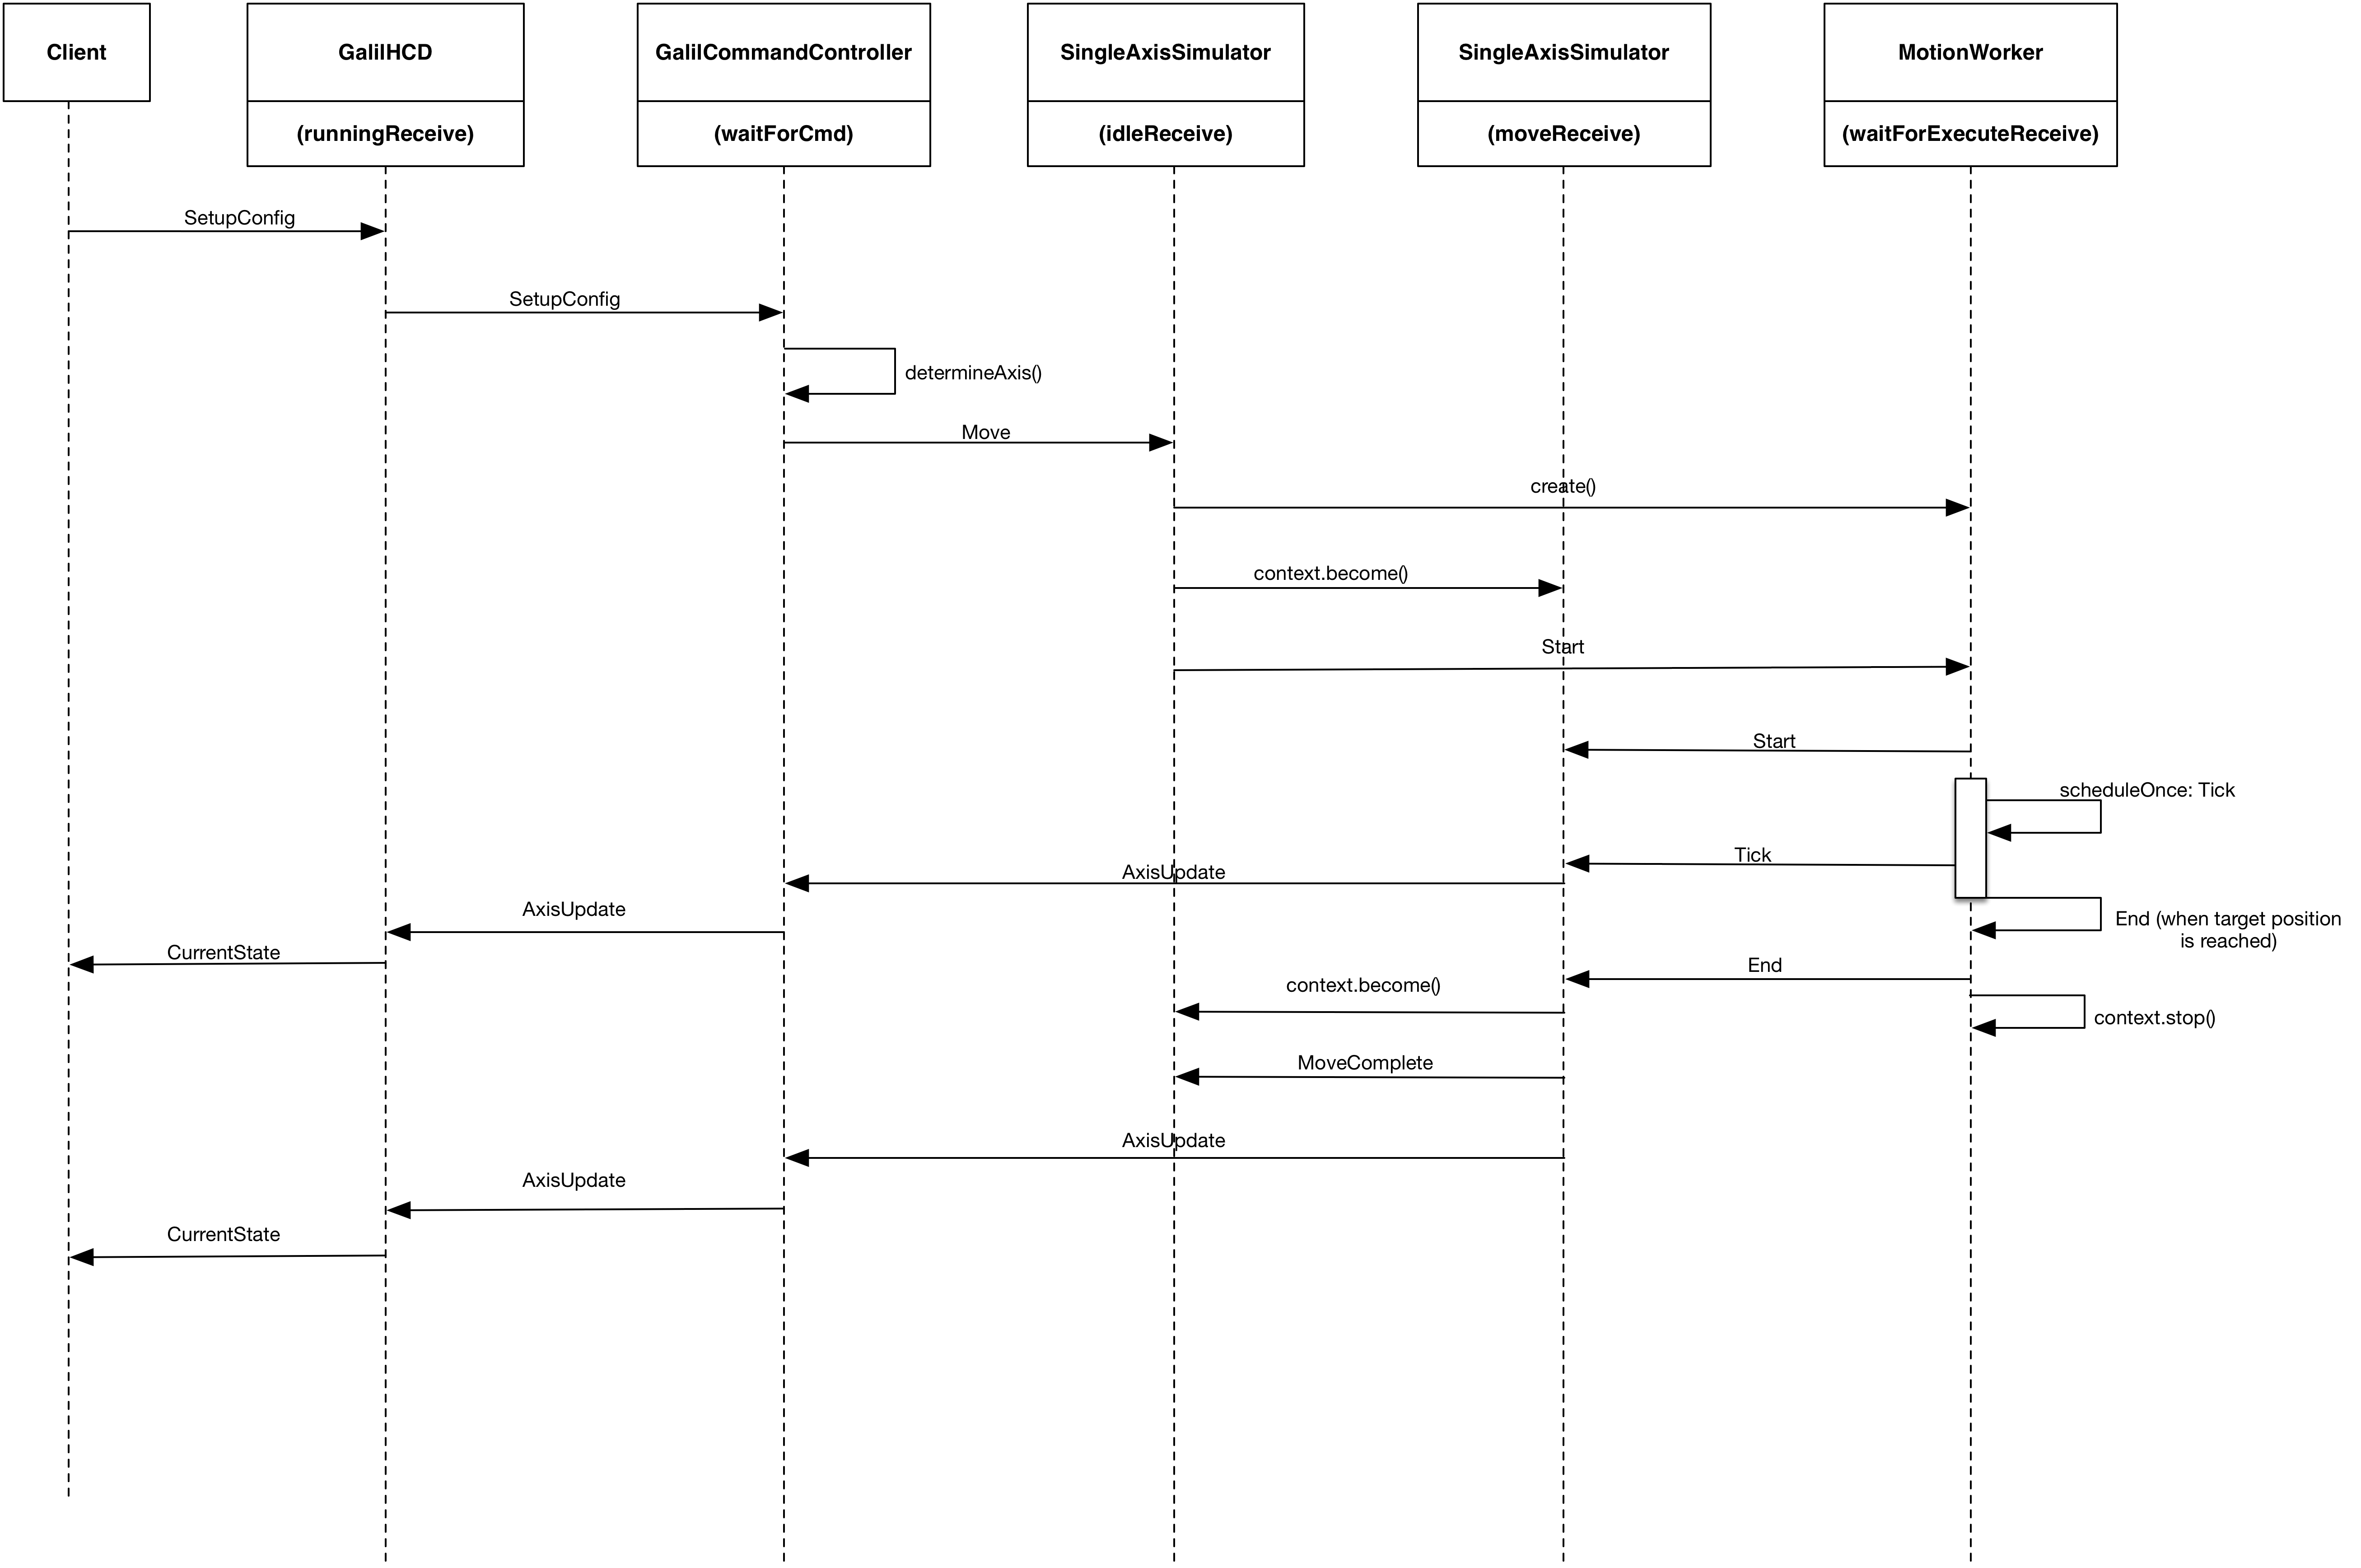 Client
GalilHCD
GalilCommandController
SingleAxisSimulator
SingleAxisSimulator
MotionWorker
(runningReceive)
(waitForCmd)
(idleReceive)
(moveReceive)
(waitForExecuteReceive)
SetupConfig
SetupConfig
determineAxis()
Move
create()
context.become()
Start
Start
scheduleOnce: Tick
Tick
AxisUpdate
AxisUpdate
End (when target position
is reached)
CurrentState
End
context.become()
context.stop()
MoveComplete
AxisUpdate
AxisUpdate
CurrentState